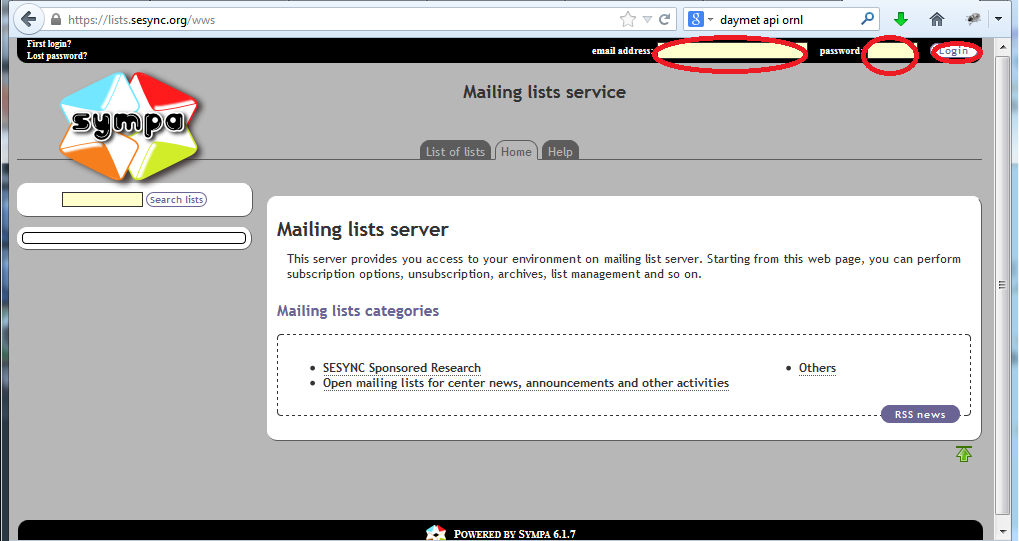 https://lists.sesync.org/wws
daymet api ornl
First login?
Lost password?
email address:
password:
Login
sympa
Mailing lists service
List of lists
Home
Help
Search lists
Mailing lists server
This server provides you access to your environment on mailing list server. Starting from this web page, you can perform
subscription options, unsubscription, archives, list management and so on.
Mailing lists categories
SESYNC Sponsored Research
Others
Open mailing lists for center news, announcements and other activities
RSS news
POWERED BY SYMPA 6.1.7